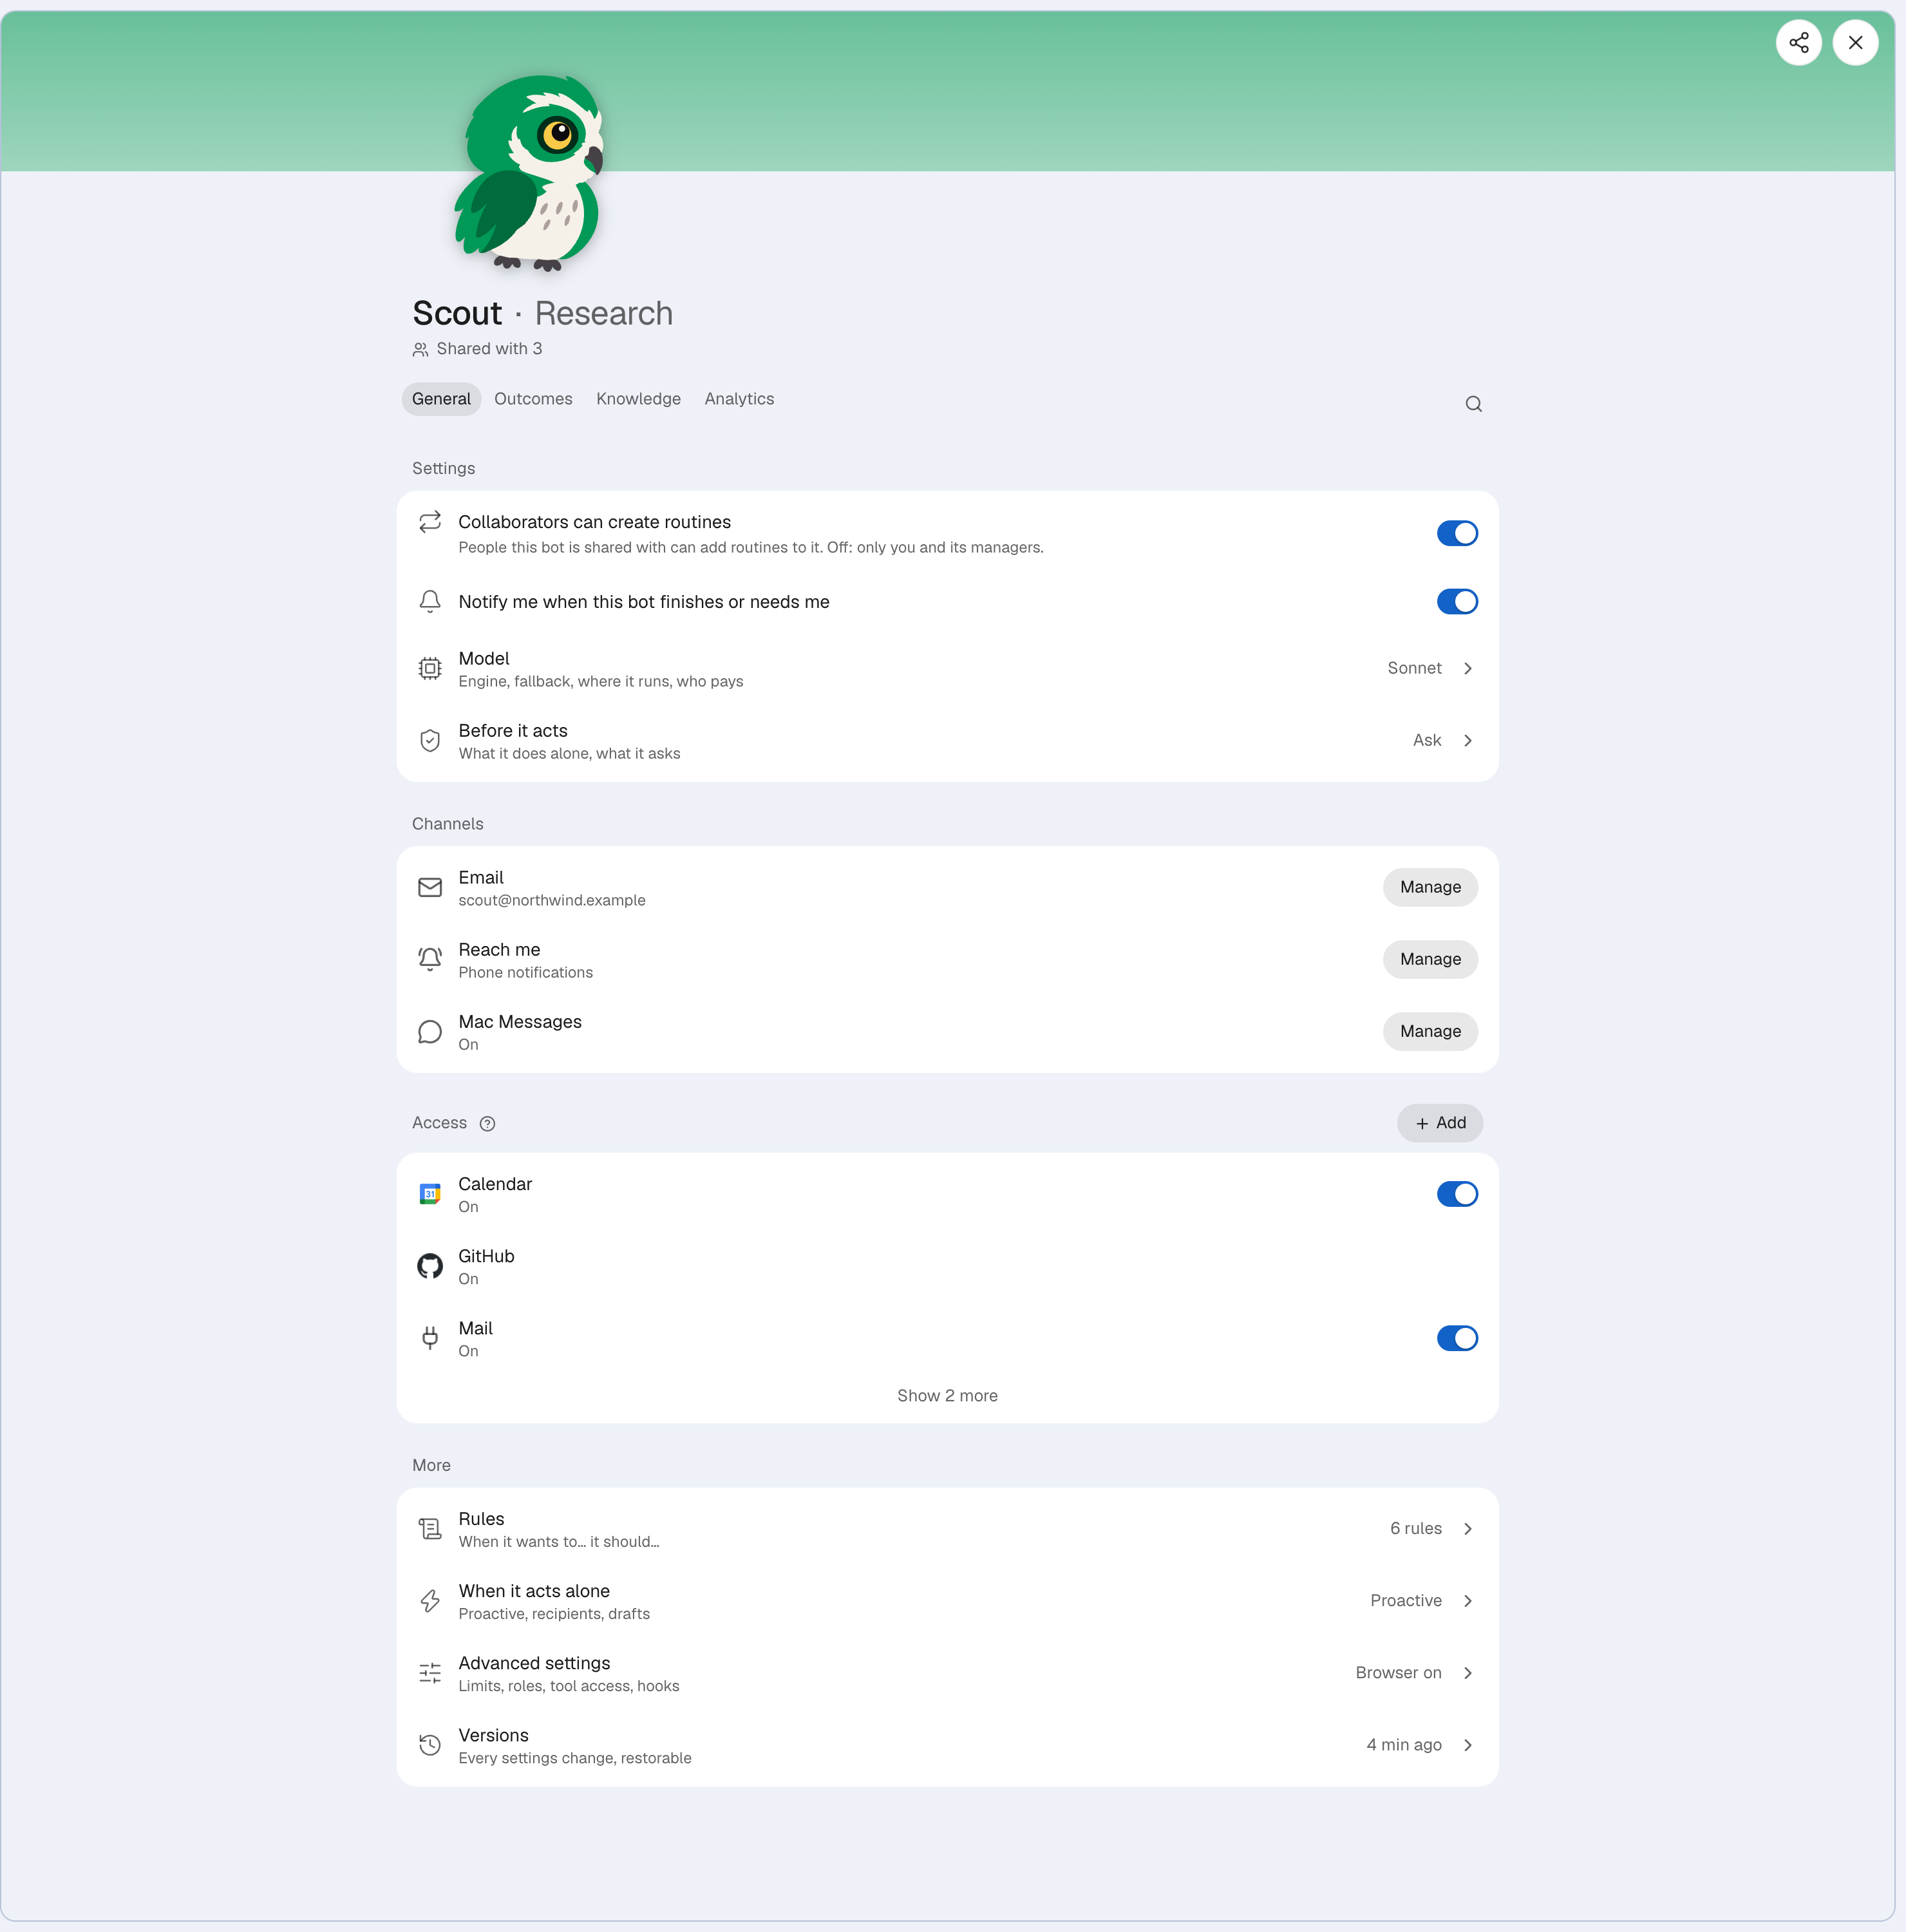 Scout · Research
Shared with 3
General Outcomes Knowledge Analytics
Settings
Collaborators can create routines
People this bot is shared with can add routines to it. Off: only you and its managers.
Notify me when this bot finishes or needs me
Model
Engine, fallback, where it runs, who pays
Sonnet
Before it acts
What it does alone, what it asks
Ask
Channels
Email
scout@northwind.example
Manage
Reach me
Phone notifications
Manage
Mac Messages
On
Manage
Access
+ Add
31
Calendar
On
GitHub
On
Mail
On
Show 2 more
More
Rules
When it wants to... it should...
6 rules
When it acts alone
Proactive, recipients, drafts
Proactive
Advanced settings
Limits, roles, tool access, hooks
Browser on
Versions
Every settings change, restorable
4 min ago